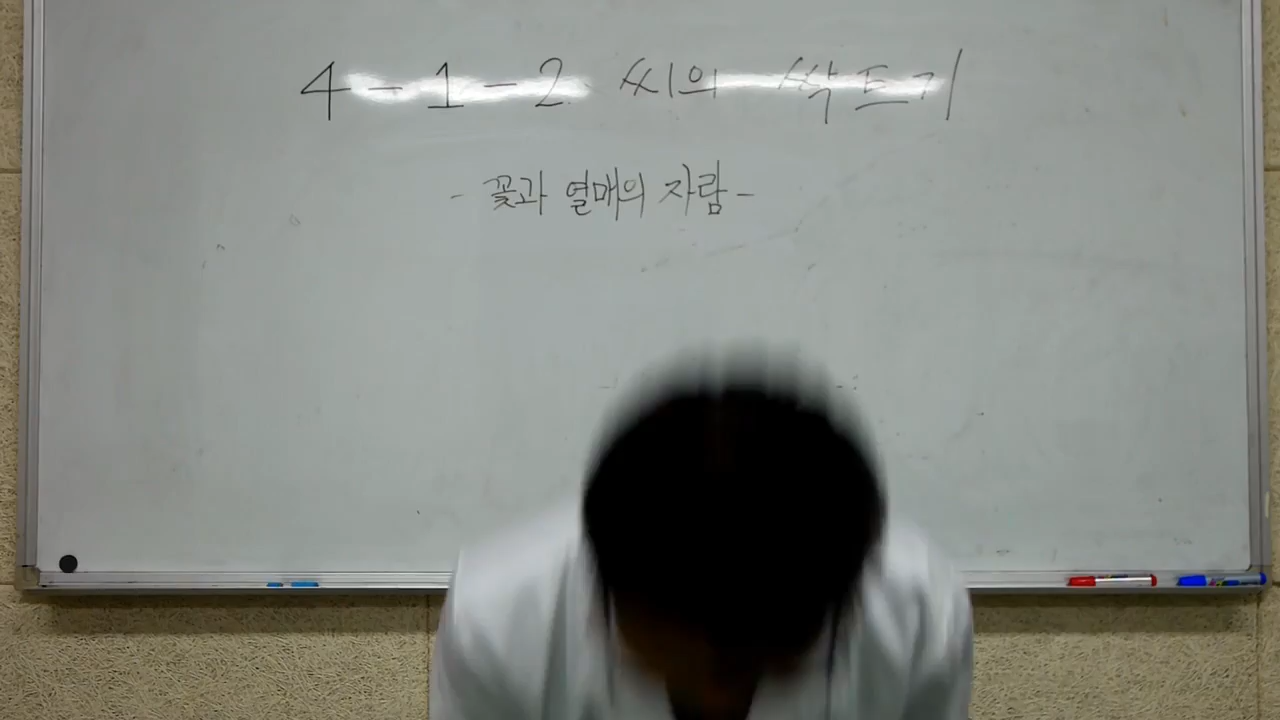 4-1-2 씨의 싹트기
- 꽃과 열매의 자람 -